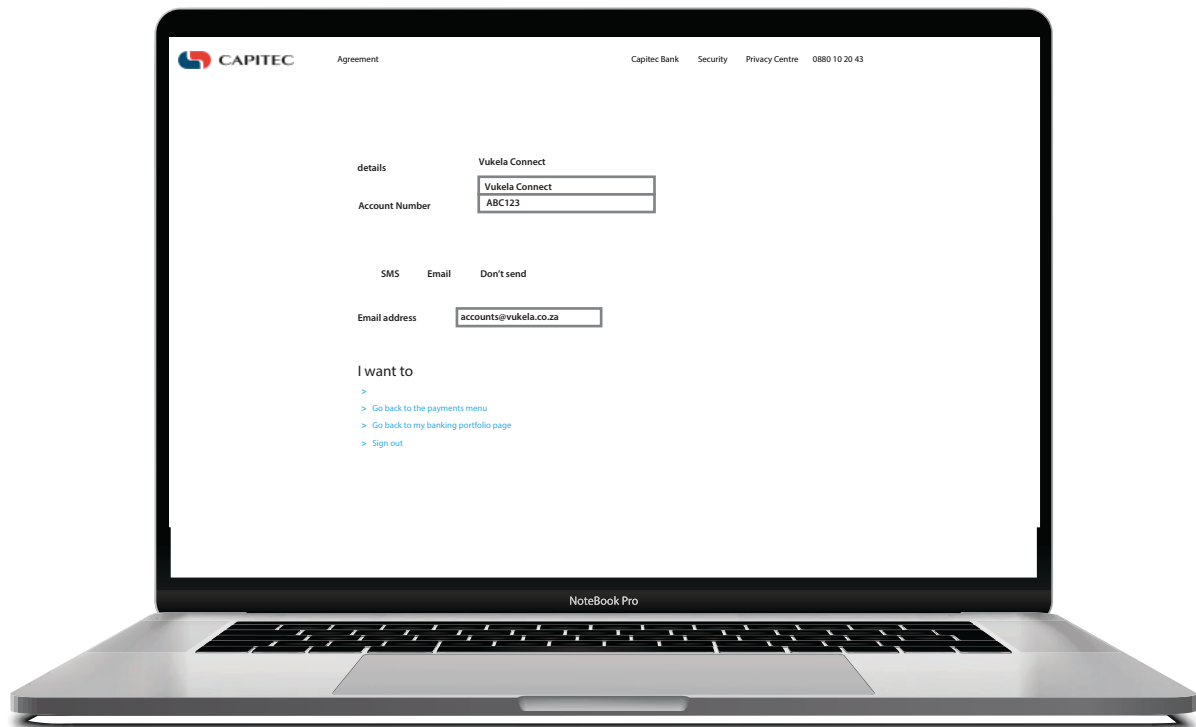 CAPITEC Agreement Capitec Bank Security Privacy Centre 0880 10 20 43
details Vukela Connect
Vukela Connect
Account Number ABC123
SMS Email Don't send
Email address accounts@vukela.co.za
I want to
>
> Go back to the payments menu
> Go back to my banking portfolio page
> Sign out
NoteBook Pro